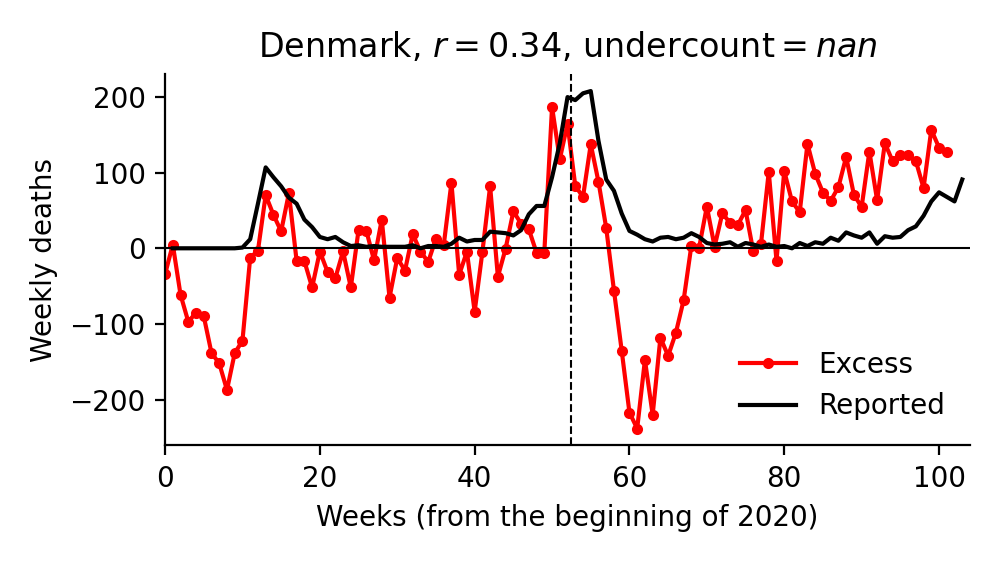 Denmark, r = 0.34, undercount = nan
Weekly deaths
200
100
0
−100
−200
Excess
Reported
0 20 40 60 80 100
Weeks (from the beginning of 2020)